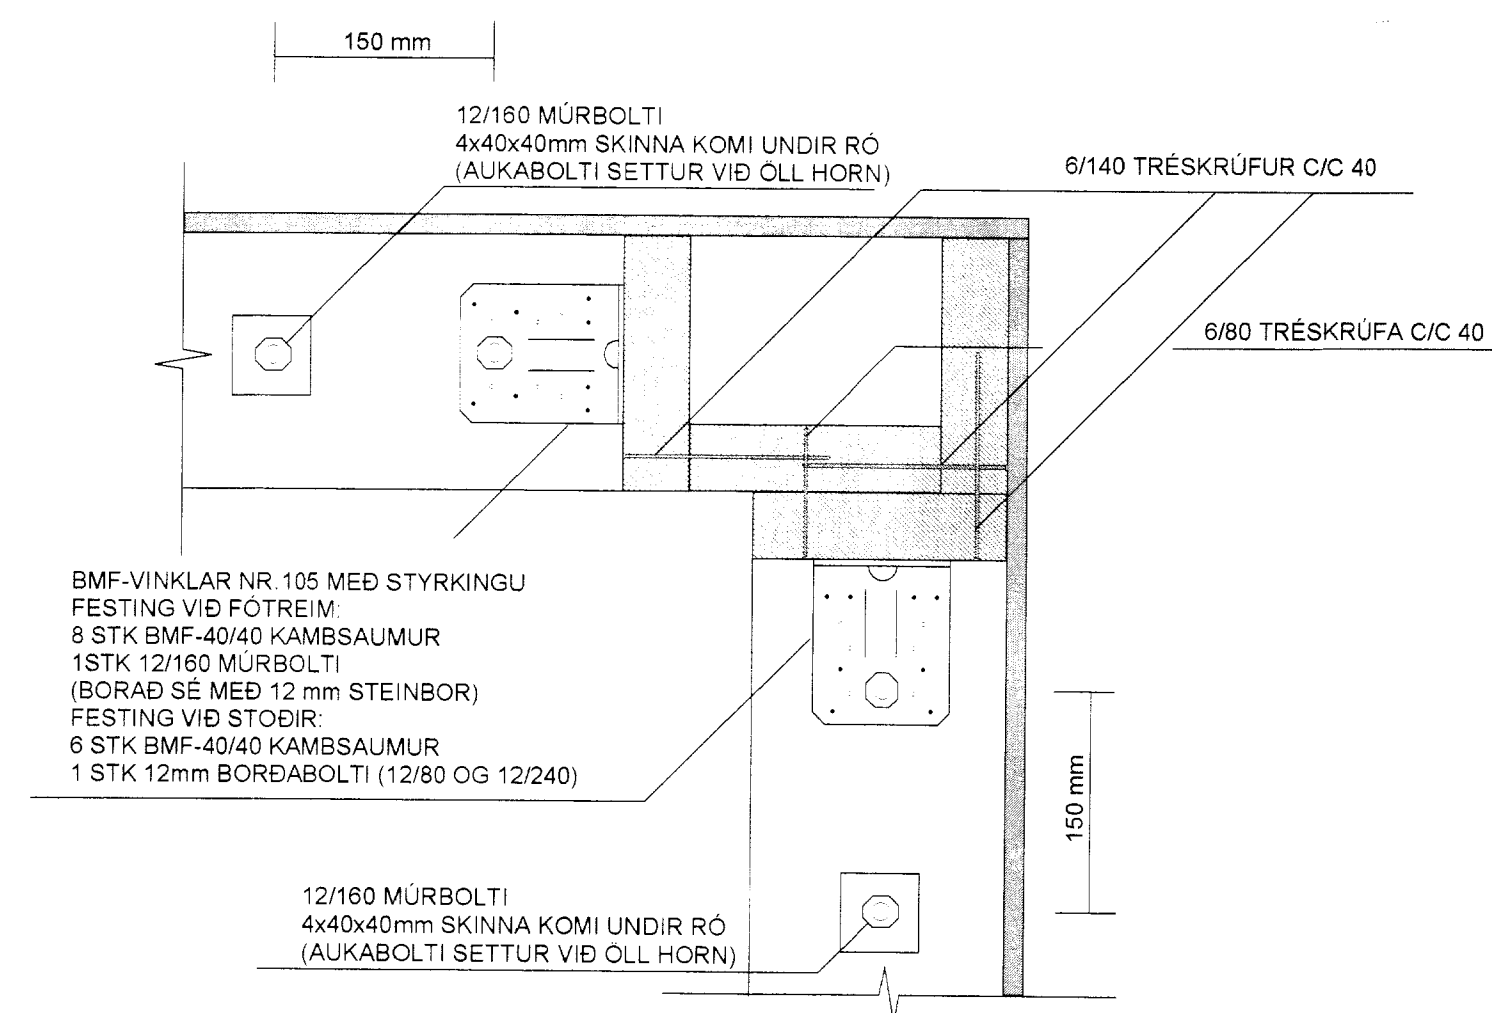 150 mm
12/160 MÚRBOLTI
4x40x40mm SKINNA KOMI UNDIR RÓ
(AUKABOLTI SETTUR VIÐ ÖLL HORN)
6/140 TRÉSKRÚFUR C/C 40
6/80 TRÉSKRÚFA C/C 40
BMF-VINKLAR NR.105 MEÐ STYRKINGU
FESTING VIÐ FÓTREIM:
8 STK BMF-40/40 KAMBSAUMUR
1STK 12/160 MÚRBOLTI
(BORAÐ SÉ MEÐ 12 mm STEINBOR)
FESTING VIÐ STOÐIR:
6 STK BMF-40/40 KAMBSAUMUR
1 STK 12mm BORÐABOLTI (12/80 OG 12/240)
150 mm
12/160 MÚRBOLTI
4x40x40mm SKINNA KOMI UNDIR RÓ
(AUKABOLTI SETTUR VIÐ ÖLL HORN)